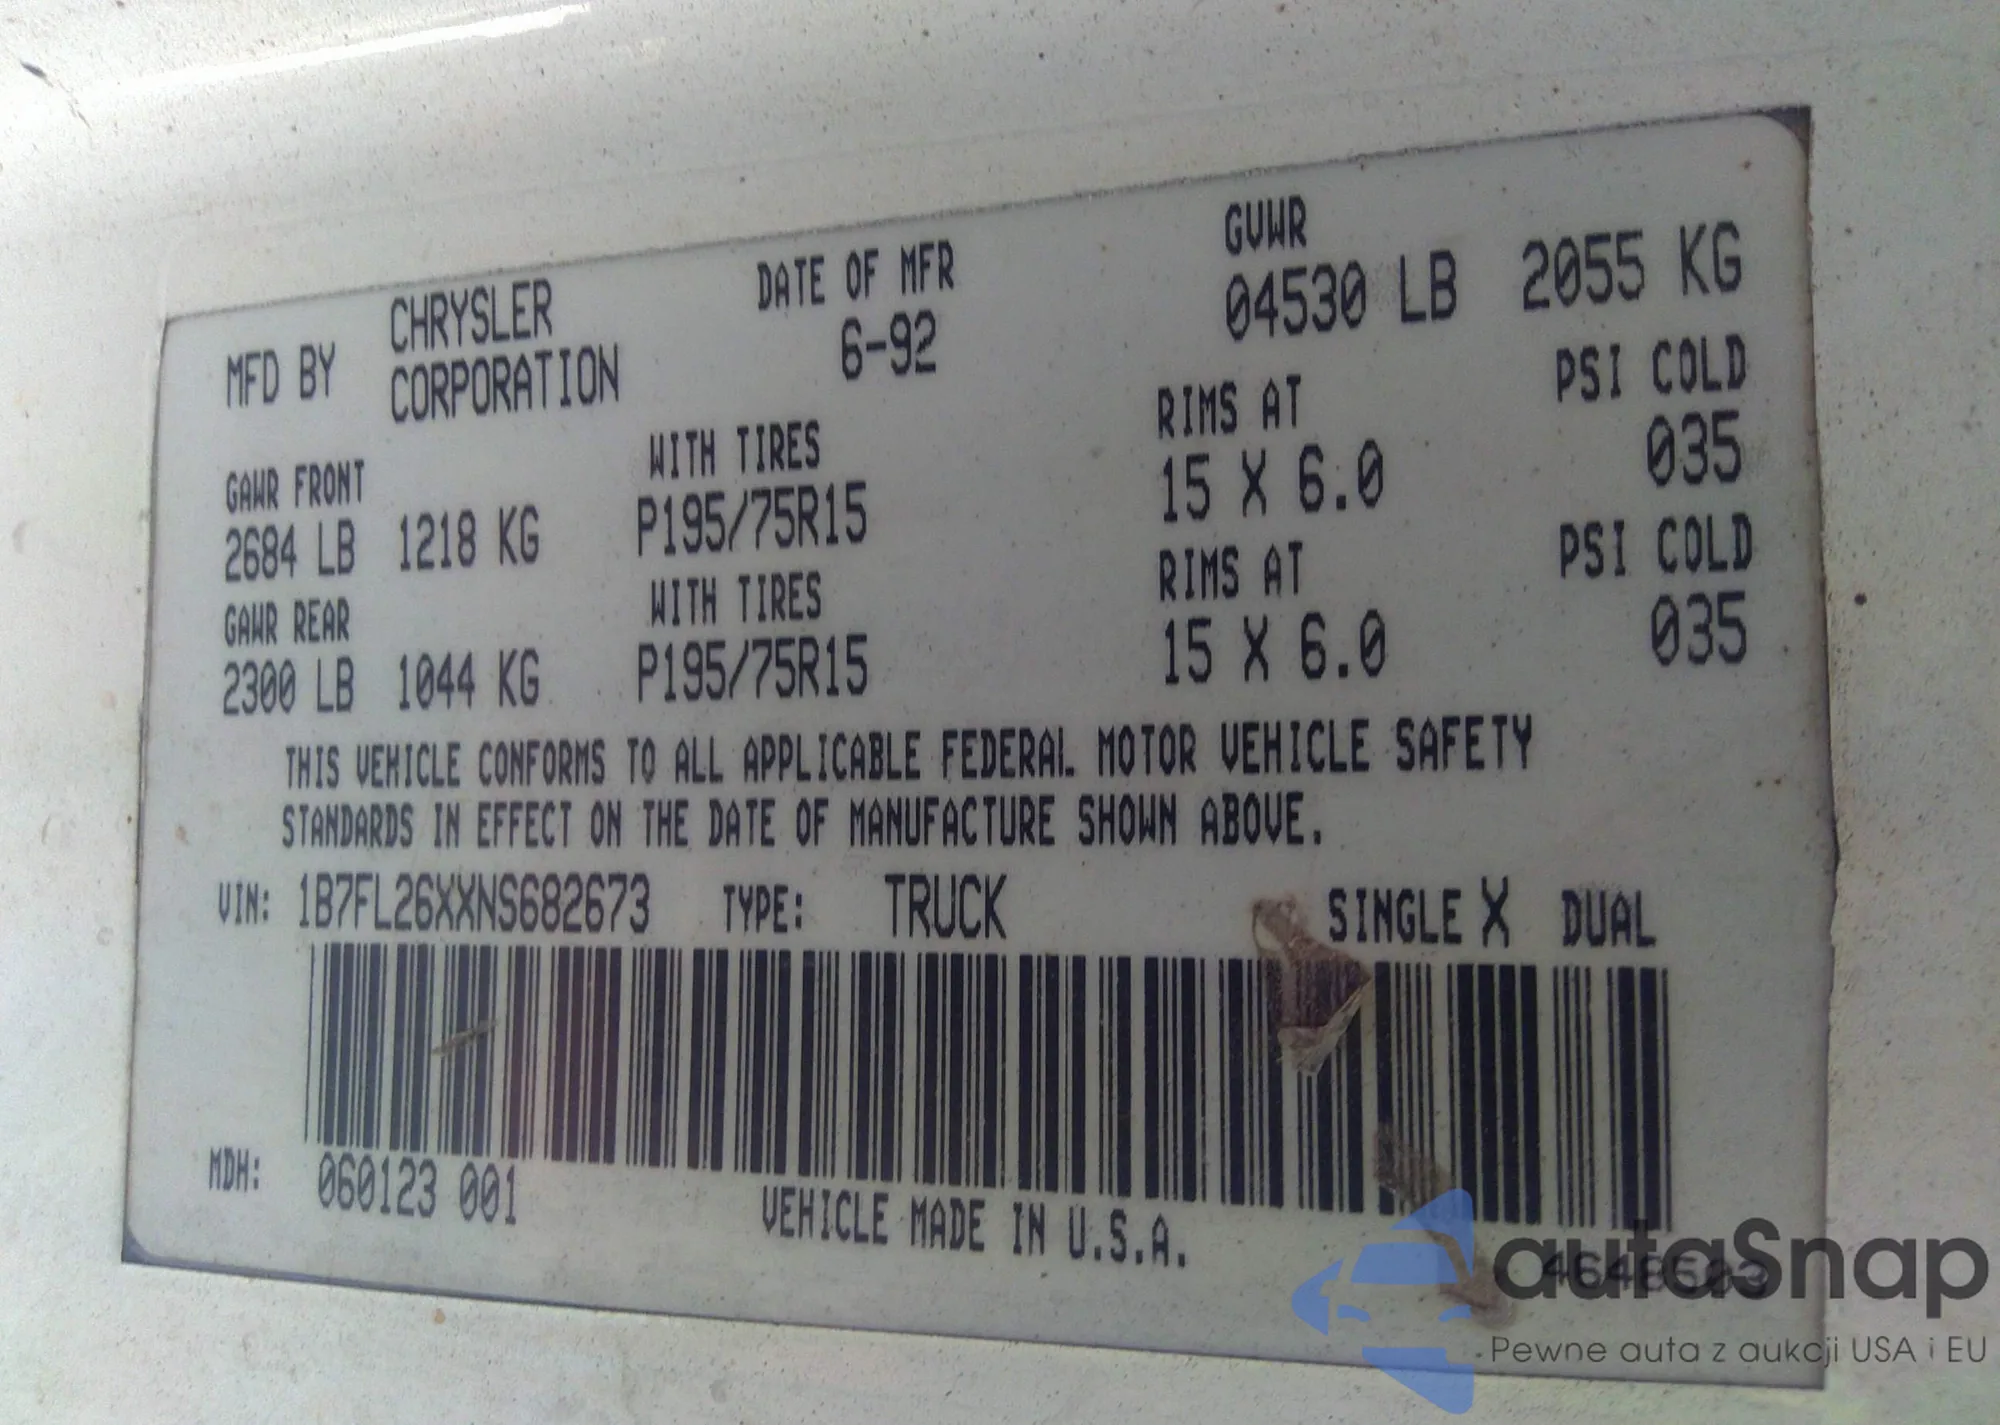 MFD BY CHRYSLER CORPORATION
DATE OF MFR
6-92
GVWR
04530 LB 2055 KG
GAWR FRONT
2684 LB 1218 KG
WITH TIRES
P195/75R15
RIMS AT
15 X 6.0
PSI COLD
035
GAWR REAR
2300 LB 1044 KG
WITH TIRES
P195/75R15
RIMS AT
15 X 6.0
PSI COLD
035
THIS VEHICLE CONFORMS TO ALL APPLICABLE FEDERAL MOTOR VEHICLE SAFETY
STANDARDS IN EFFECT ON THE DATE OF MANUFACTURE SHOWN ABOVE.
VIN: 1B7FL26XXNS682673 TYPE: TRUCK SINGLE X DUAL
MDH: 060123 001
VEHICLE MADE IN U.S.A.
autaSnap
Pewne auta z aukcji USA i EU